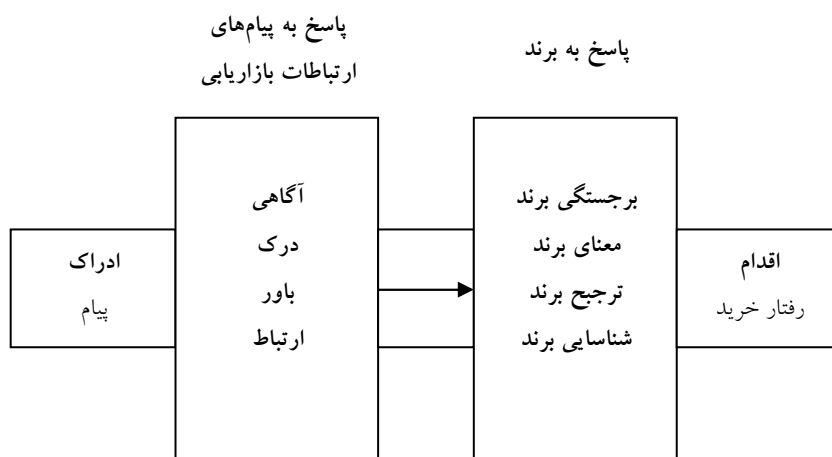 پاسخ به پیام‌های
ارتباطات بازاریابی
پاسخ به برند
ادراک
پیام
آگاهی
درک
باور
ارتباط
برجستگی برند
معنای برند
ترجبح برند
شناسایی برند
اقدام
رفتار خرید